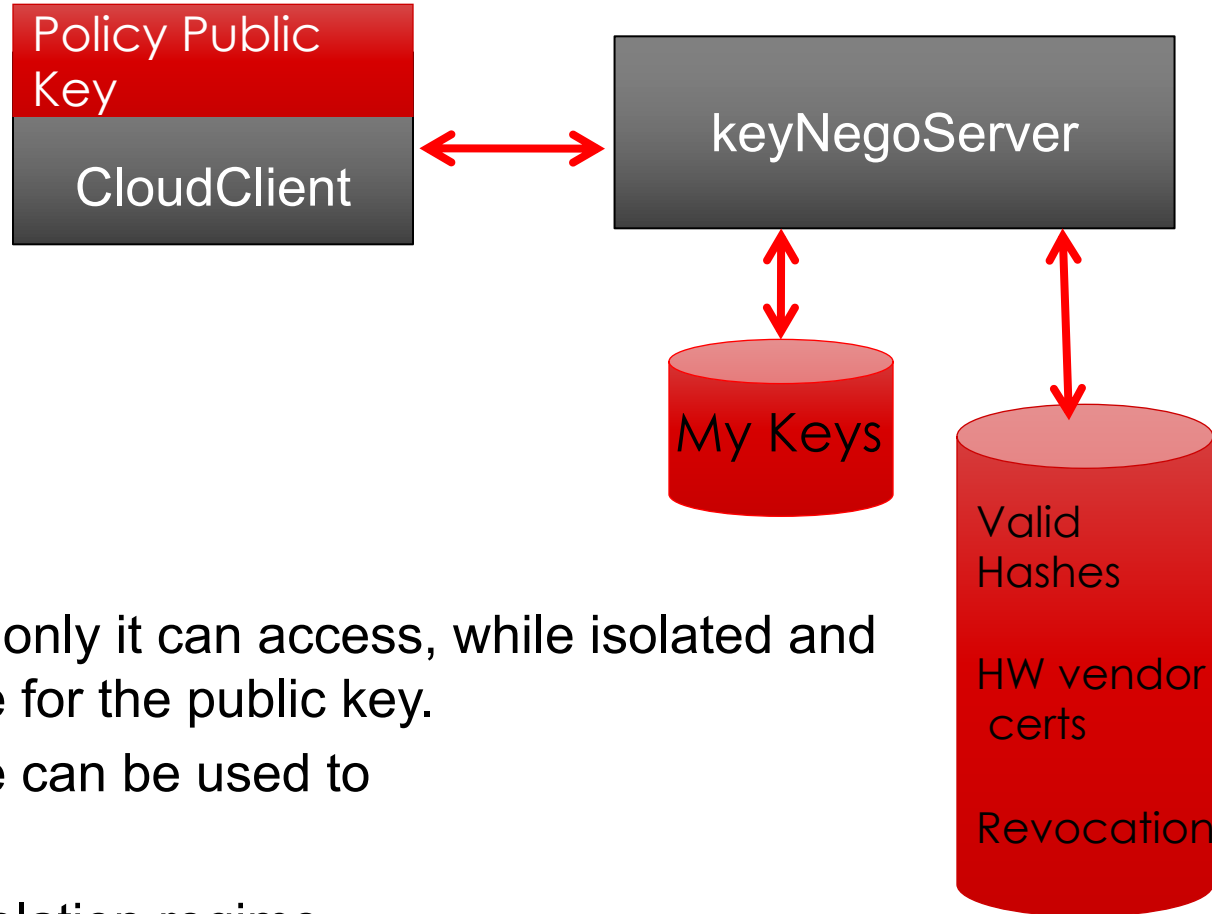 Policy Public
Key
CloudClient
keyNegoServer
My Keys
Valid
Hashes
HW vendor
certs
Revocation
only it can access, while isolated and
e for the public key.
e can be used to